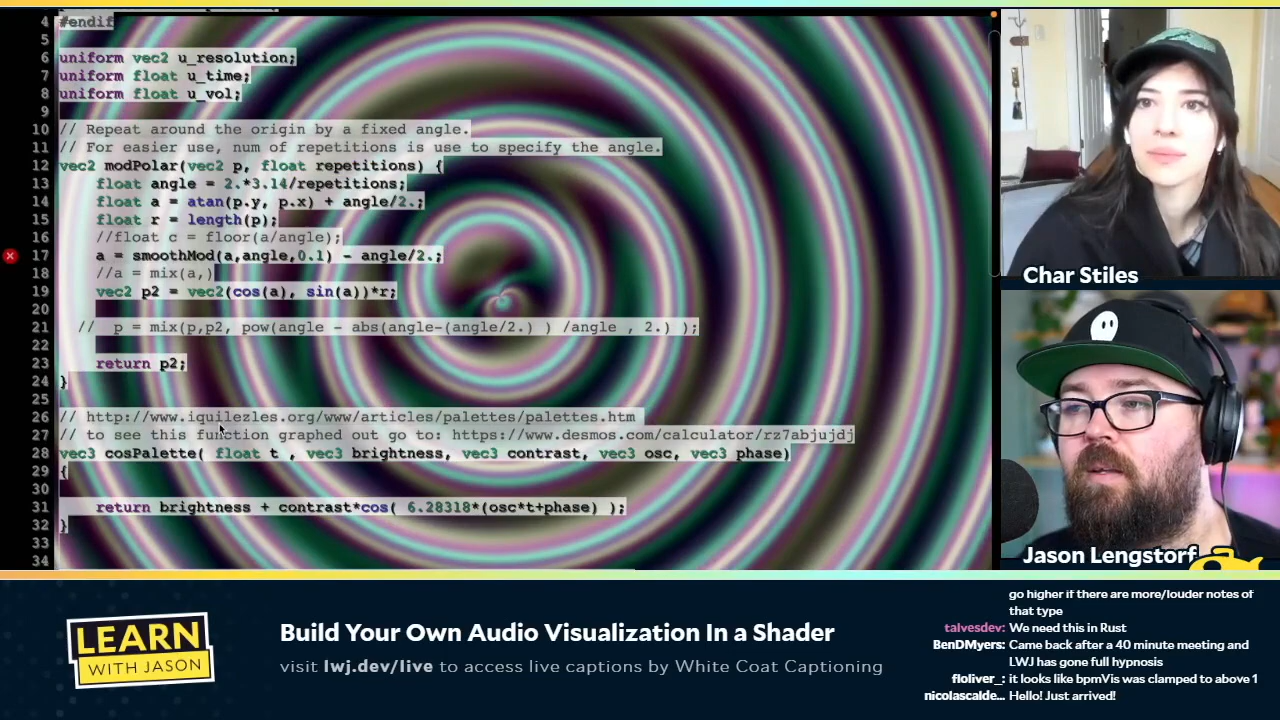 4 #endif
5
6 uniform vec2 u_resolution;
7 uniform float u_time;
8 uniform float u_vol;
9
10 // Repeat around the origin by a fixed angle.
11 // For easier use, num of repetitions is use to specify the angle.
12 vec2 modPolar(vec2 p, float repetitions) {
13 float angle = 2.*3.14/repetitions;
14 float a = atan(p.y, p.x) + angle/2.;
15 float r = length(p);
16 //float c = floor(a/angle);
17 a = smoothMod(a,angle,0.1) - angle/2.;
18 //a = mix(a,)
19 vec2 p2 = vec2(cos(a), sin(a))*r;
20
21 // p = mix(p,p2, pow(angle - abs(angle-(angle/2.) ) /angle , 2.) );
22
23 return p2;
24 }
25
26 // http://www.iquilezles.org/www/articles/palettes/palettes.htm
27 // to see this function graphed out go to: https://www.desmos.com/calculator/rz7abjujdj
28 vec3 cosPalette( float t , vec3 brightness, vec3 contrast, vec3 osc, vec3 phase)
29 {
30
31 return brightness + contrast*cos( 6.28318*(osc*t+phase) );
32 }
33
34
Char Stiles
Jason Lengstorf
LEARN
WITH JASON
Build Your Own Audio Visualization In a Shader
visit lwj.dev/live to access live captions by White Coat Captioning
go higher if there are more/louder notes of
that type
talvesdev: We need this in Rust
BenDMyers: Came back after a 40 minute meeting and
LWJ has gone full hypnosis
floliver_: it looks like bpmVis was clamped to above 1
nicolascalde... Hello! Just arrived!